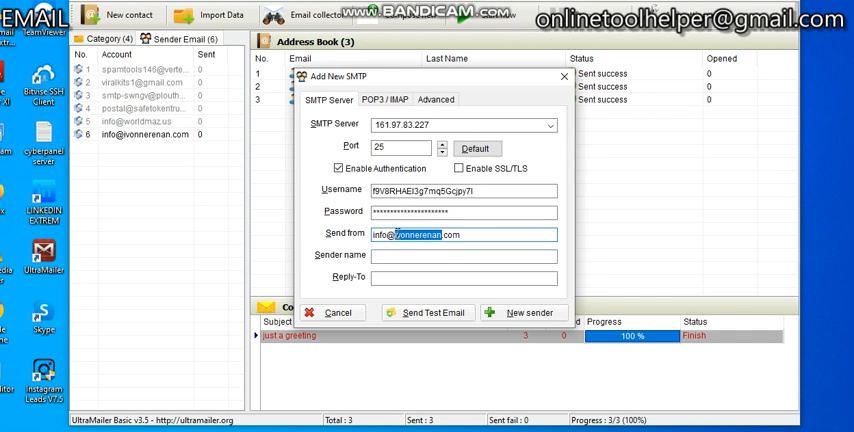 EMAIL
TeamViewer
New contact
Import Data
Email collecto
WWW.BANDICAM.COM
onlinetoolhelper@gmail.com
Category (4)
Sender Email (6)
No. Account Sent
1 spamtools146@verte... 0
2 viralkits1@gmail.com 0
3 smtp-swngv@plouth... 0
4 postal@safetokentru... 0
5 info@worldmaz.us 0
6 info@ivonnerenan.com 0
Address Book (3)
No. Email Last Name Status Opened
1 Sent success 0
2 Sent success 0
3 Sent success 0
Add New SMTP
SMTP Server POP3 / IMAP Advanced
SMTP Server 161.97.83.227
Port 25 Default
Enable Authentication Enable SSL/TLS
Username f9V8RHAEI3g7mq5Gcjpy7I
Password **********************
Send from info@ivonnerenan.com
Sender name
Reply-To
Cancel Send Test Email New sender
Subject Progress Status
just a greeting 3 0 100 % Finish
Bitvise SSH
Client
cyberpanel
server
LINKEDIN
EXTREM
UltraMailer
Skype
Instagram
Leads V7.5
UltraMailer Basic v3.5 - http://ultramailer.org Total : 3 Sent : 3 Sent fail : 0 Progress : 3/3 (100%)